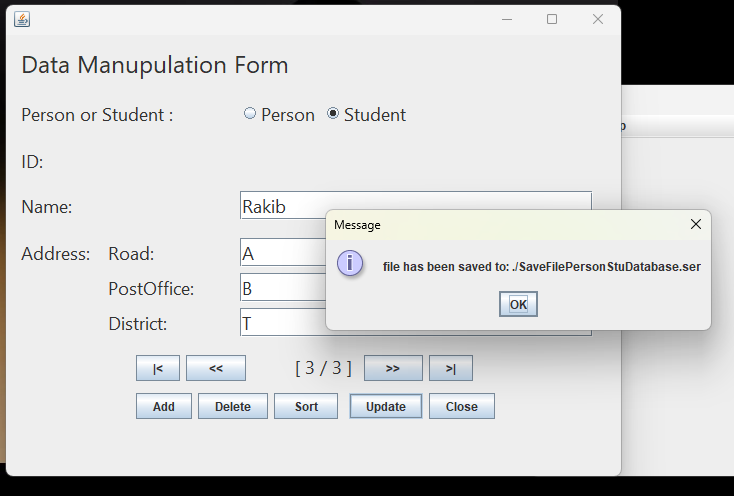 Data Manupulation Form
Person or Student : Person Student
ID:
Name: Rakib
Message
Address: Road: A
file has been saved to: ./SaveFilePersonStuDatabase.ser
PostOffice: B
OK
District: T
|< << [ 3 / 3 ] >> >|
Add Delete Sort Update Close